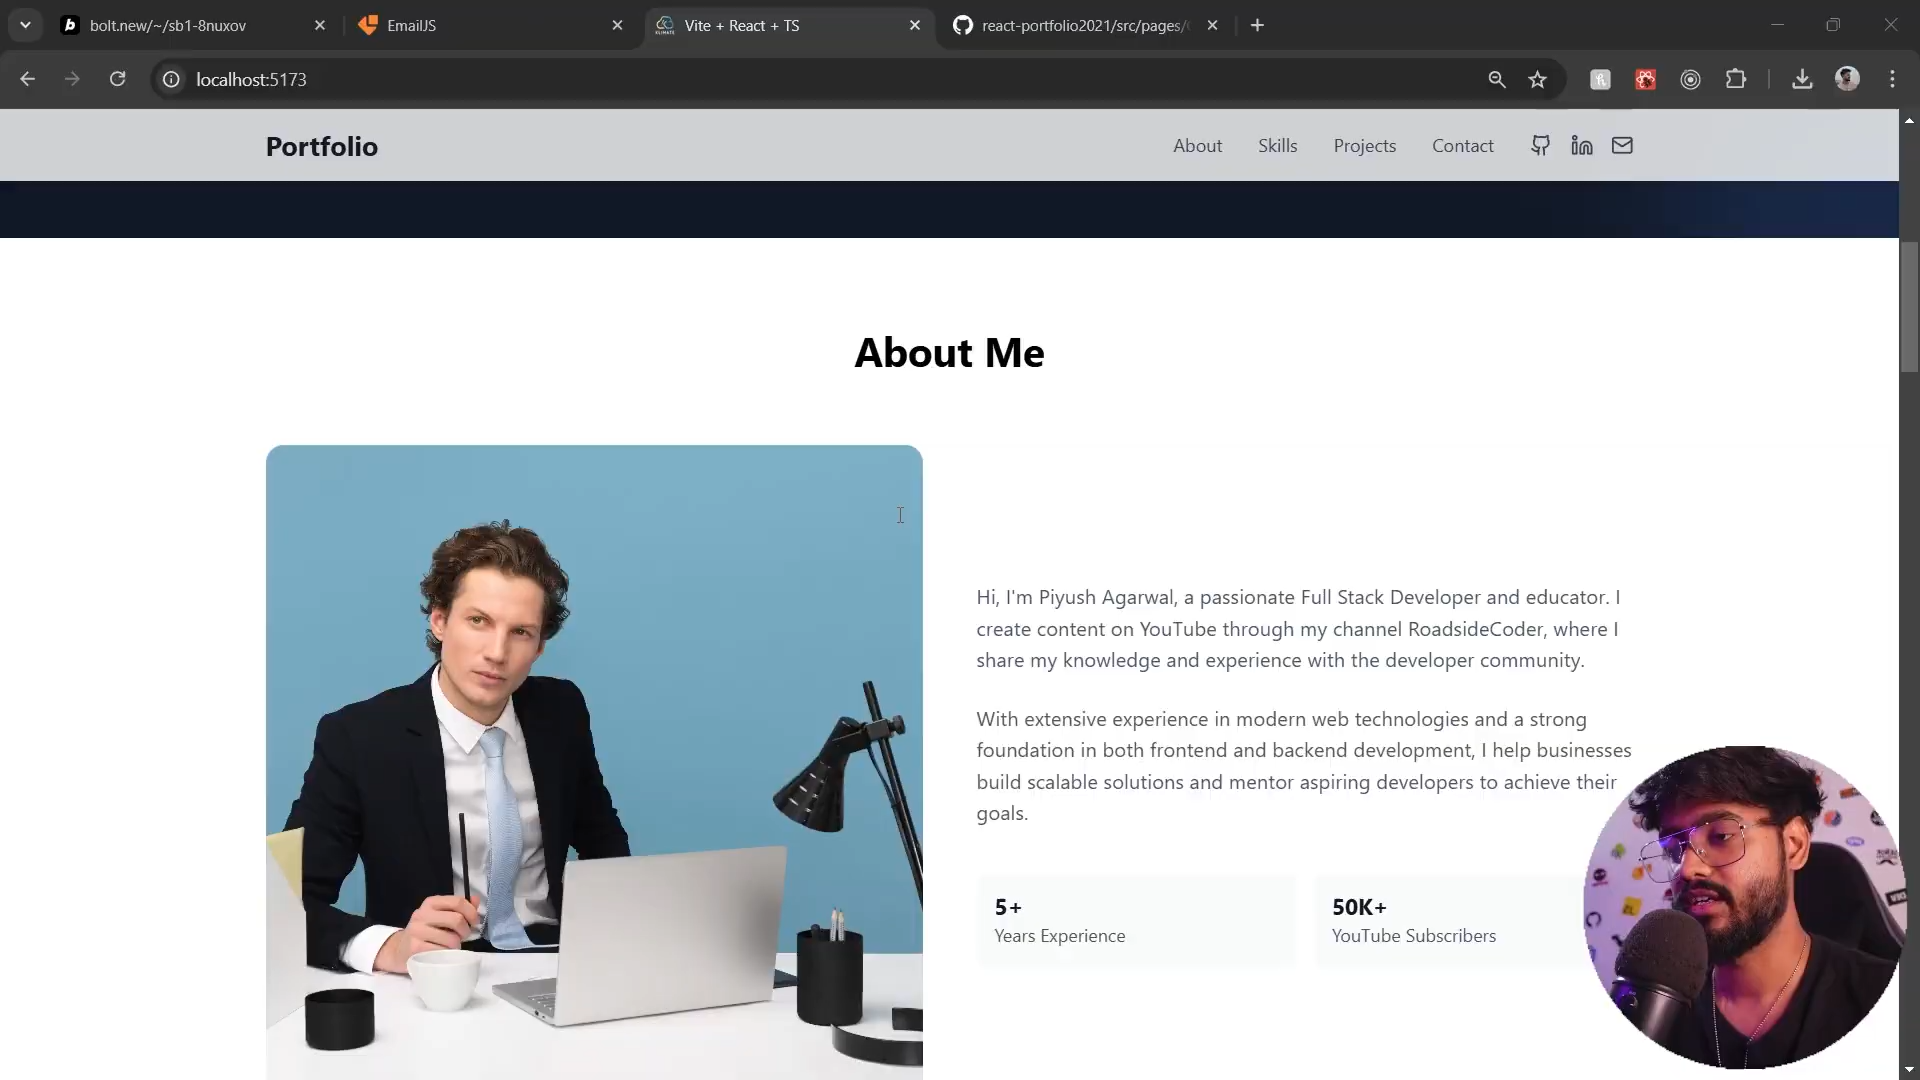 bolt.new/~/sb1-8nuxov
EmailJS
Vite + React + TS
react-portfolio2021/src/pages/
localhost:5173
Portfolio
About
Skills
Projects
Contact
About Me
Hi, I'm Piyush Agarwal, a passionate Full Stack Developer and educator. I
create content on YouTube through my channel RoadsideCoder, where I
share my knowledge and experience with the developer community.
With extensive experience in modern web technologies and a strong
foundation in both frontend and backend development, I help businesses
build scalable solutions and mentor aspiring developers to achieve their
goals.
5+
Years Experience
50K+
YouTube Subscribers